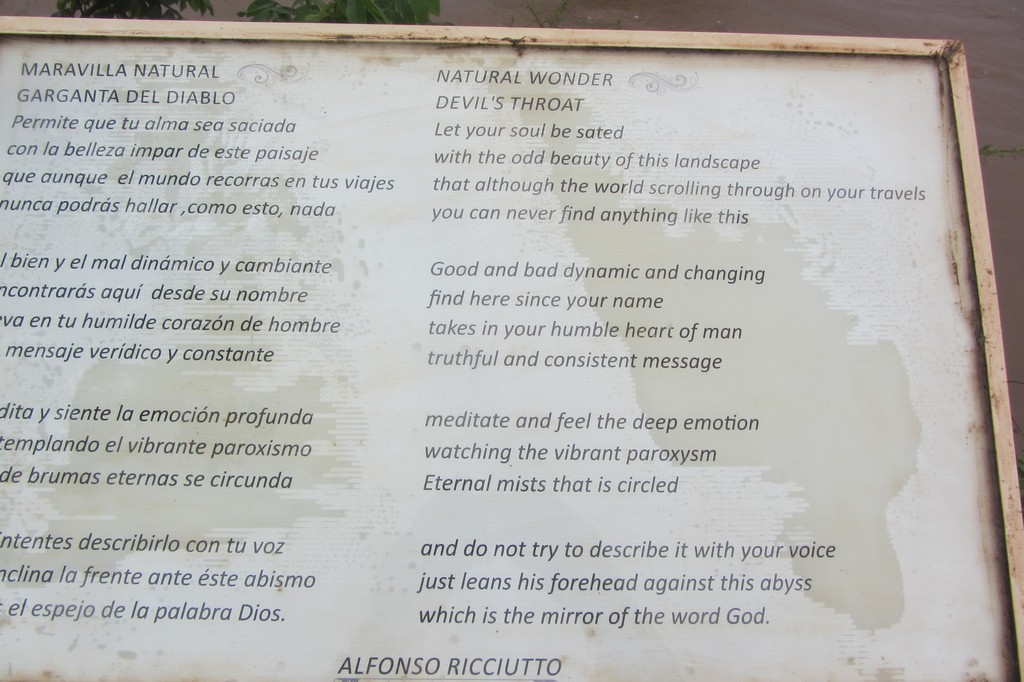 MARAVILLA NATURAL
GARGANTA DEL DIABLO
Permite que tu alma sea saciada
con la belleza impar de este paisaje
que aunque el mundo recorras en tus viajes
nunca podrás hallar ,como esto, nada
bien y el mal dinámico y cambiante
aquí desde su nombre
en tu humilde corazón de hombre
mensaje verídico y constante
y siente la emoción profunda
el vibrante paroxismo
de brumas eternas se circunda
describirlo con tu voz
la frente ante éste abismo
el espejo de la palabra Dios.
NATURAL WONDER
DEVIL'S THROAT
Let your soul be sated
with the odd beauty of this landscape
that although the world scrolling through on your travels
you can never find anything like this
Good and bad dynamic and changing
find here since your name
takes in your humble heart of man
truthful and consistent message
meditate and feel the deep emotion
watching the vibrant paroxysm
Eternal mists that is circled
and do not try to describe it with your voice
just leans his forehead against this abyss
which is the mirror of the word God.
ALFONSO RICCIUTTO